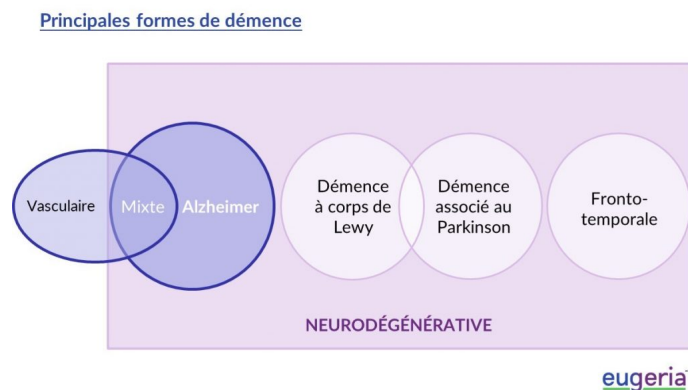 Principales formes de démence
Vasculaire
Mixte
Alzheimer
Démence
à corps de
Lewy
Démence
associé au
Parkinson
Fronto-
temporale
NEURODÉGÉNÉRATIVE
eugeria